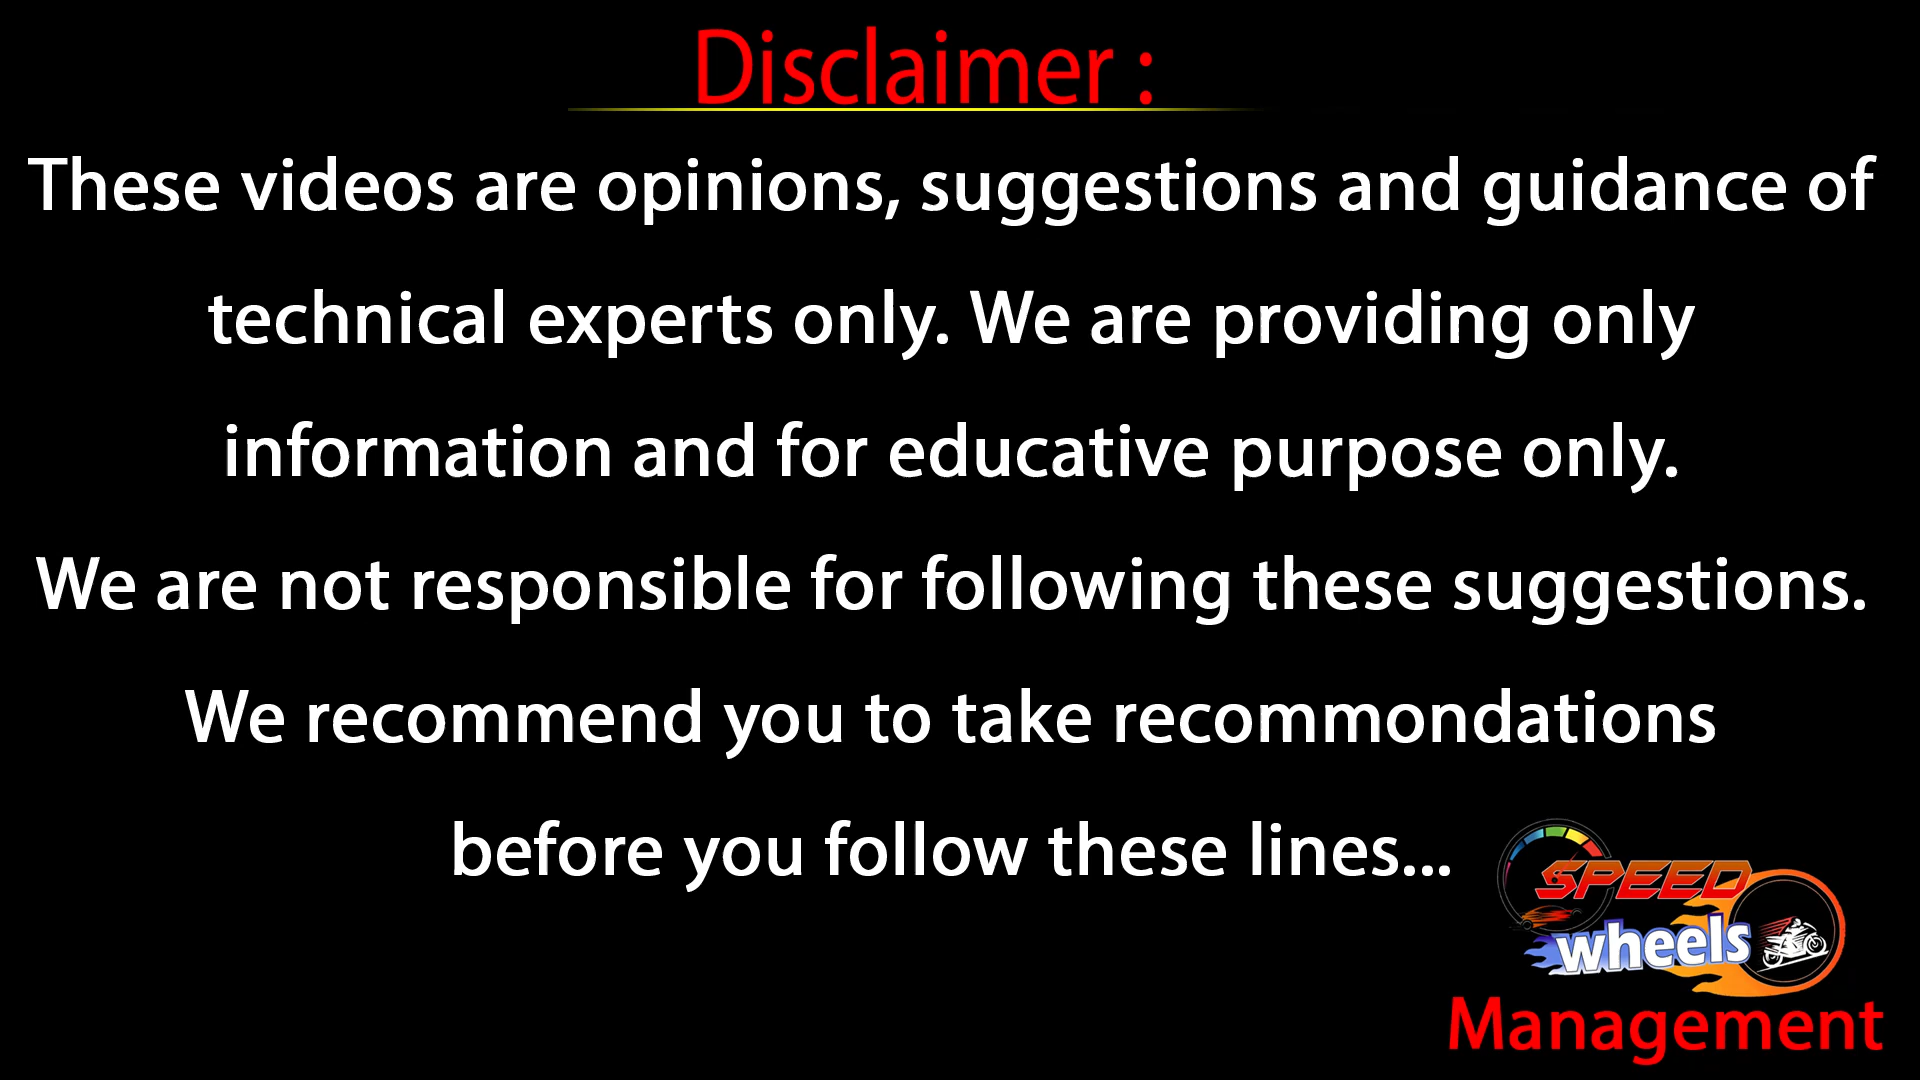 Disclaimer :
These videos are opinions, suggestions and guidance of
technical experts only. We are providing only
information and for educative purpose only.
We are not responsible for following these suggestions.
We recommend you to take recommondations
before you follow these lines...
SPEED
wheels
Management